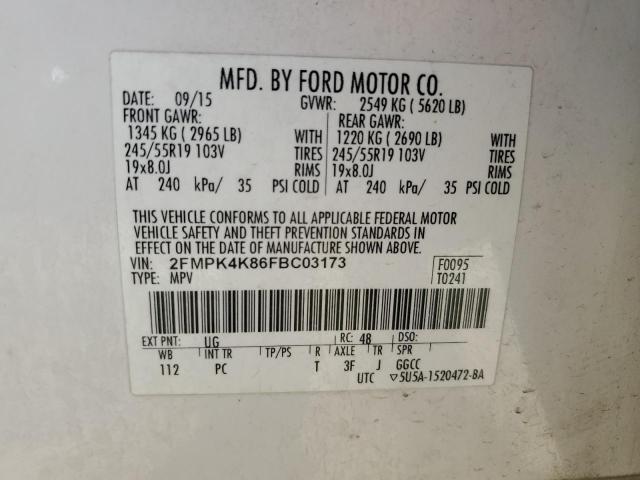 MFD. BY FORD MOTOR CO.
DATE: 09/15 GVWR: 2549 KG ( 5620 LB)
FRONT GAWR: REAR GAWR:
1345 KG ( 2965 LB) WITH 1220 KG ( 2690 LB) WITH
245/55R19 103V TIRES 245/55R19 103V TIRES
19x8.0J RIMS 19x8.0J RIMS
AT 240 kPa/ 35 PSI COLD AT 240 kPa/ 35 PSI COLD
THIS VEHICLE CONFORMS TO ALL APPLICABLE FEDERAL MOTOR
VEHICLE SAFETY AND THEFT PREVENTION STANDARDS IN
EFFECT ON THE DATE OF MANUFACTURE SHOWN ABOVE.
VIN: 2FMPK4K86FBC03173 F0095
TYPE: MPV T0241
EXT PNT: UG RC: 48 DSO:
WB INT TR TP/PS R AXLE TR SPR
112 PC T 3F J GGCC
UTC ▽5U5A-1520472-BA